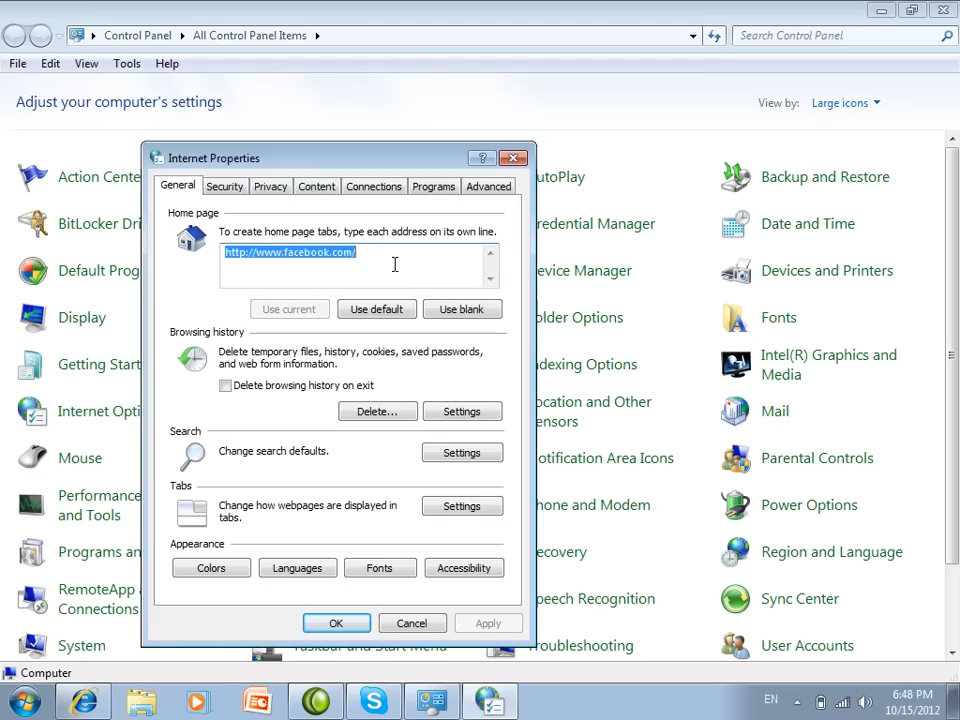 Control Panel
All Control Panel Items
Search Control Panel
File Edit View Tools Help
Adjust your computer's settings
View by: Large icons
Action Cente
BitLocker Dri
Default Prog
Display
Getting Start
Internet Opti
Mouse
Performance
and Tools
Programs an
RemoteApp a
Connections
System
Internet Properties
?
General Security Privacy Content Connections Programs Advanced
Home page
To create home page tabs, type each address on its own line.
http://www.facebook.com/
Use current Use default Use blank
Browsing history
Delete temporary files, history, cookies, saved passwords,
and web form information.
Delete browsing history on exit
Delete... Settings
Search
Change search defaults.
Settings
Tabs
Change how webpages are displayed in
tabs.
Settings
Appearance
Colors Languages Fonts Accessibility
OK Cancel Apply
utoPlay
redential Manager
evice Manager
older Options
dexing Options
ocation and Other
ensors
otification Area Icons
hone and Modem
ecovery
peech Recognition
Taskbar and Start Menu
Troubleshooting
Backup and Restore
Date and Time
Devices and Printers
Fonts
Intel(R) Graphics and
Media
Mail
Parental Controls
Power Options
Region and Language
Sync Center
User Accounts
Computer
EN
6:48 PM
10/15/2012